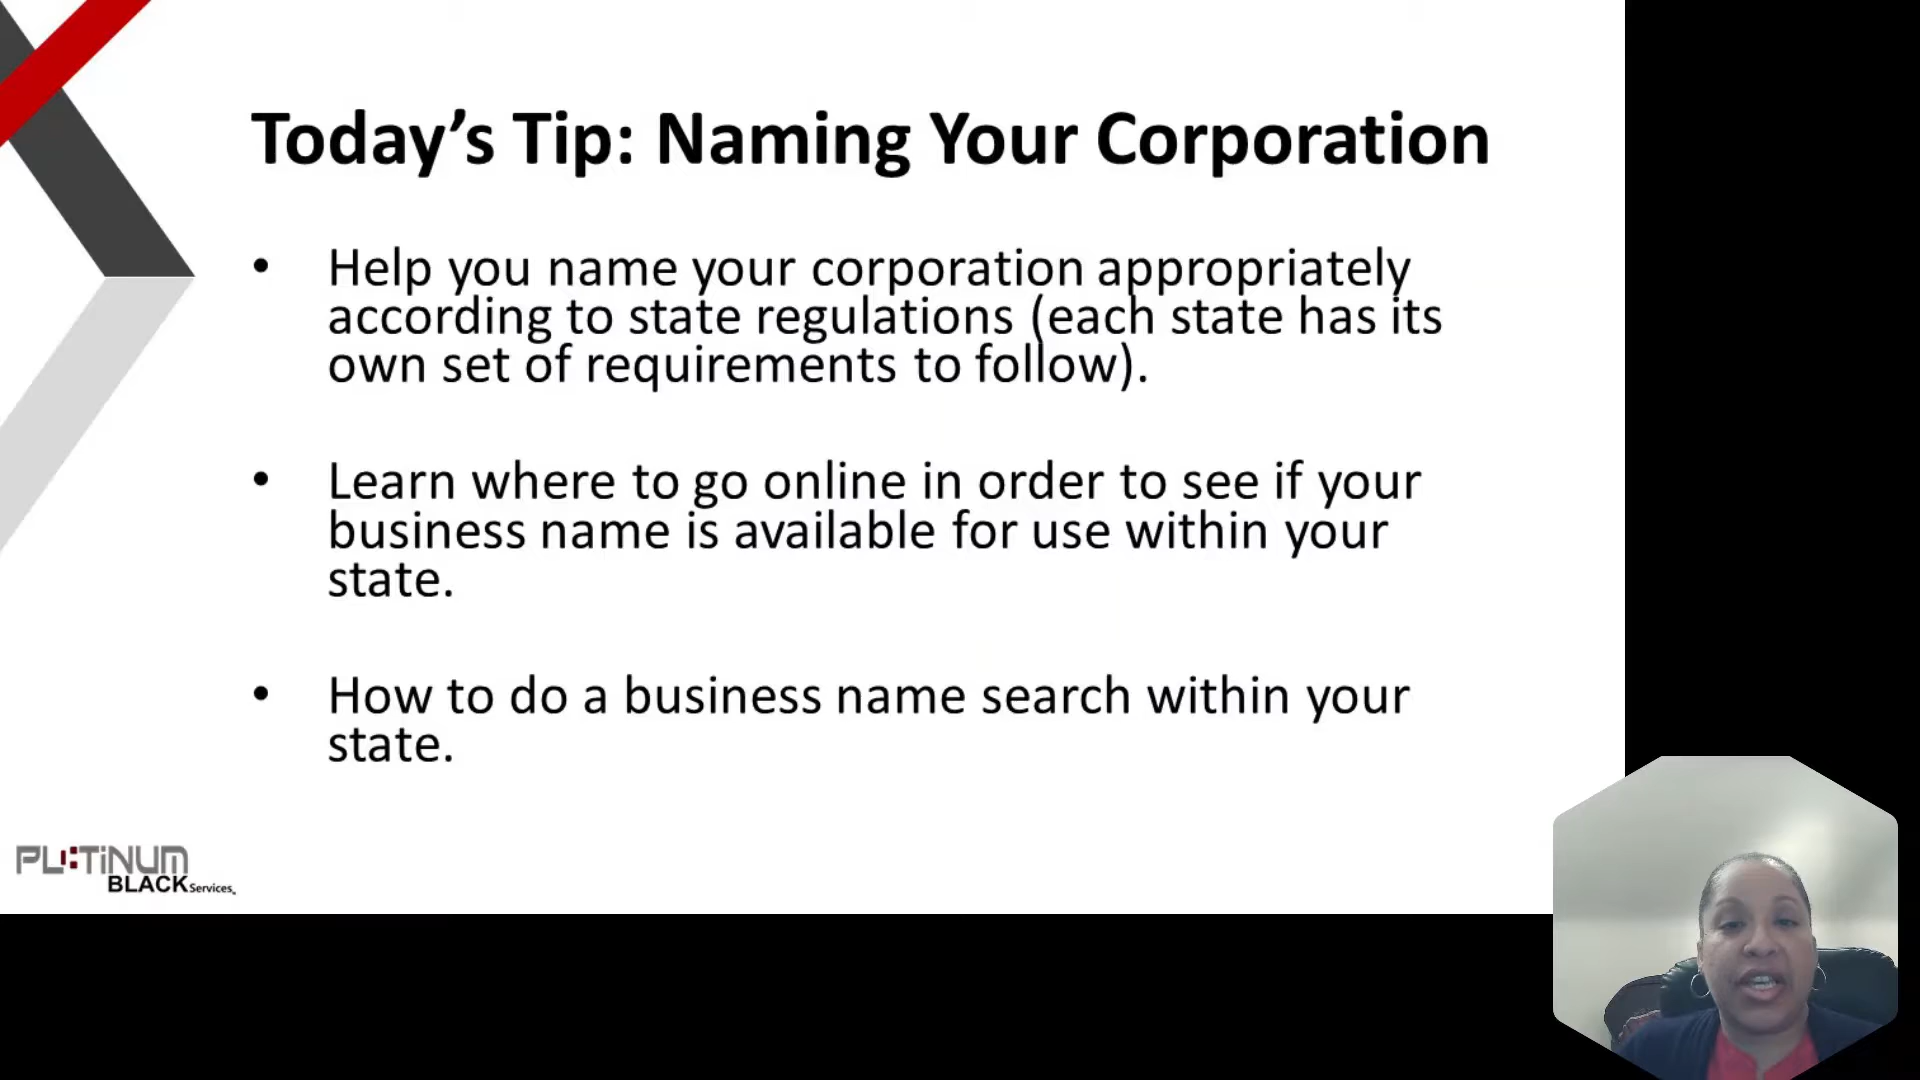 Today’s Tip: Naming Your Corporation
• Help you name your corporation appropriately
according to state regulations (each state has its
own set of requirements to follow).
• Learn where to go online in order to see if your
business name is available for use within your
state.
• How to do a business name search within your
state.
PLATINUM
BLACK Services